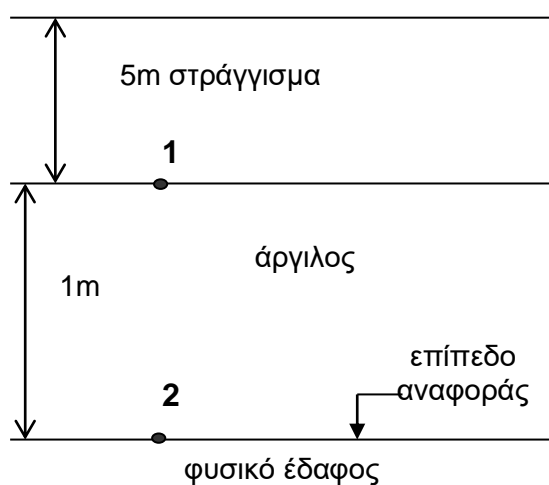 5m στράγγισμα
1
άργιλος
1m
επίπεδο
αναφοράς
2
φυσικό έδαφος